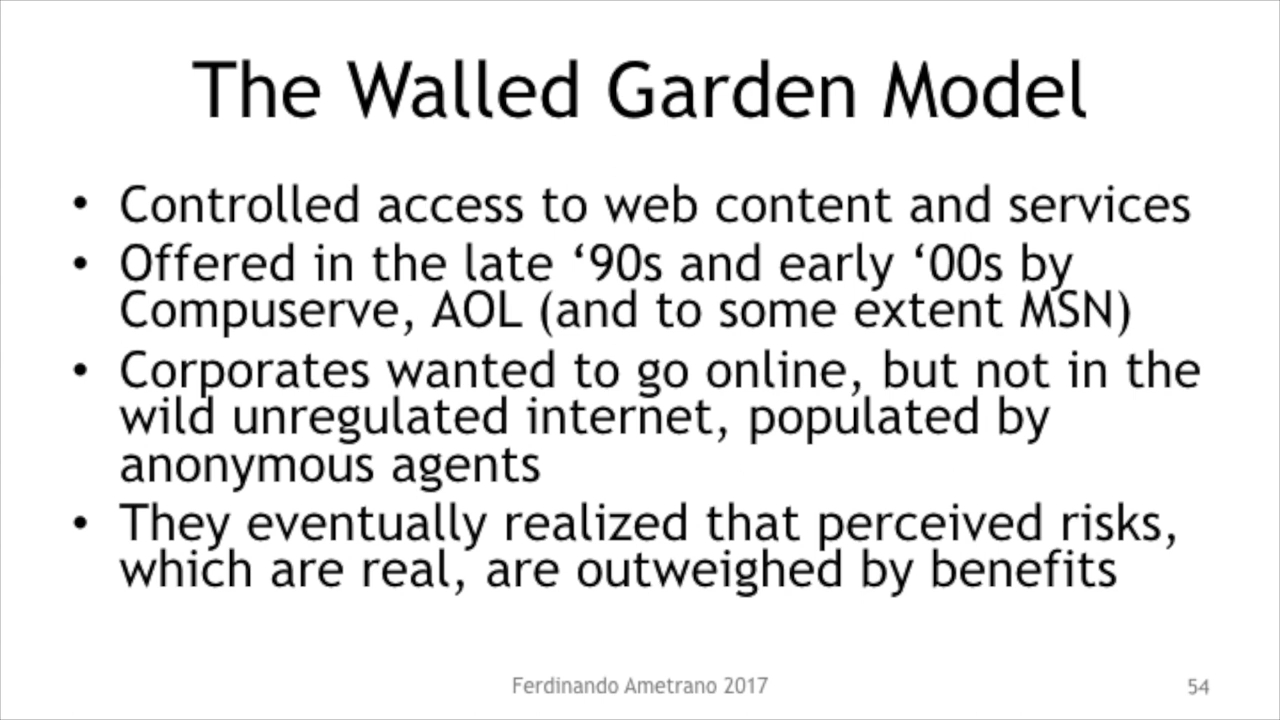 The Walled Garden Model
• Controlled access to web content and services
• Offered in the late ‘90s and early ‘00s by
Compuserve, AOL (and to some extent MSN)
• Corporates wanted to go online, but not in the
wild unregulated internet, populated by
anonymous agents
• They eventually realized that perceived risks,
which are real, are outweighed by benefits
Ferdinando Ametrano 2017
54